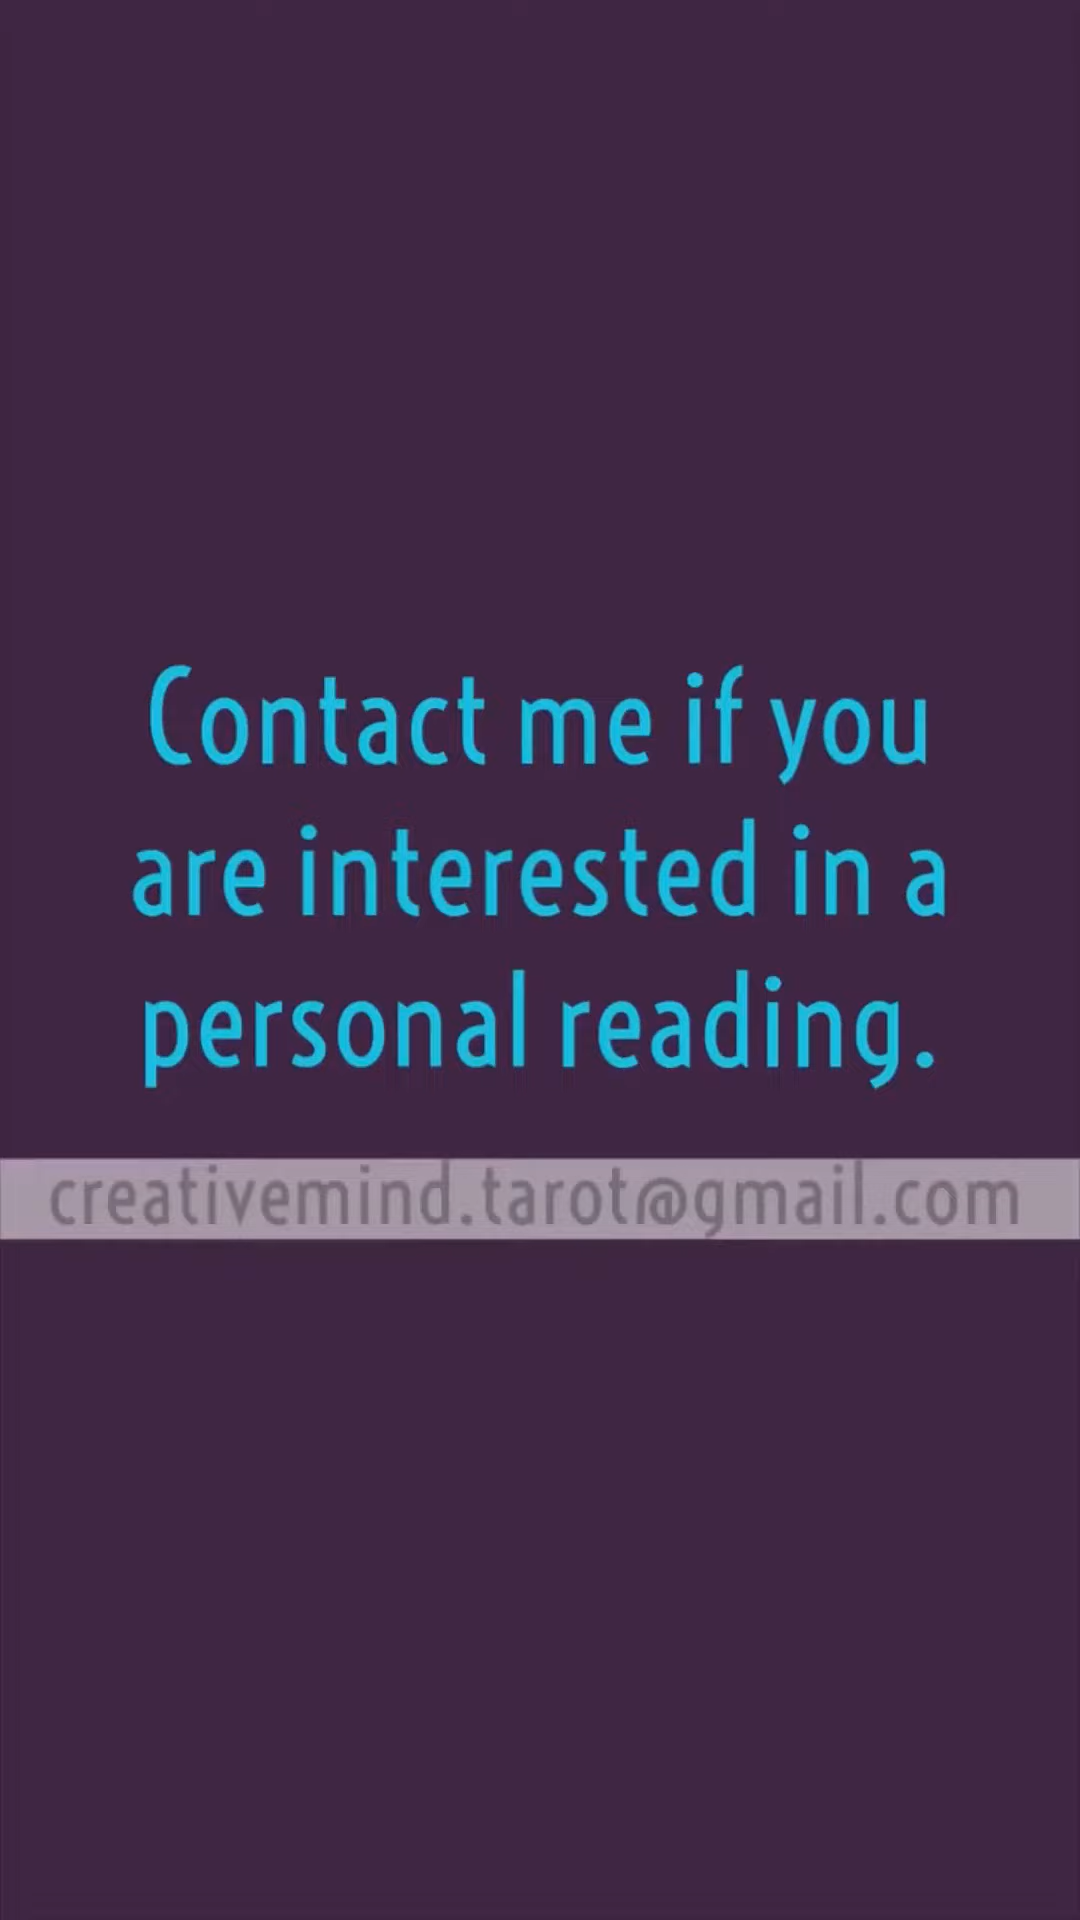 Contact me if you
are interested in a
personal reading.
creativemind.tarot@gmail.com